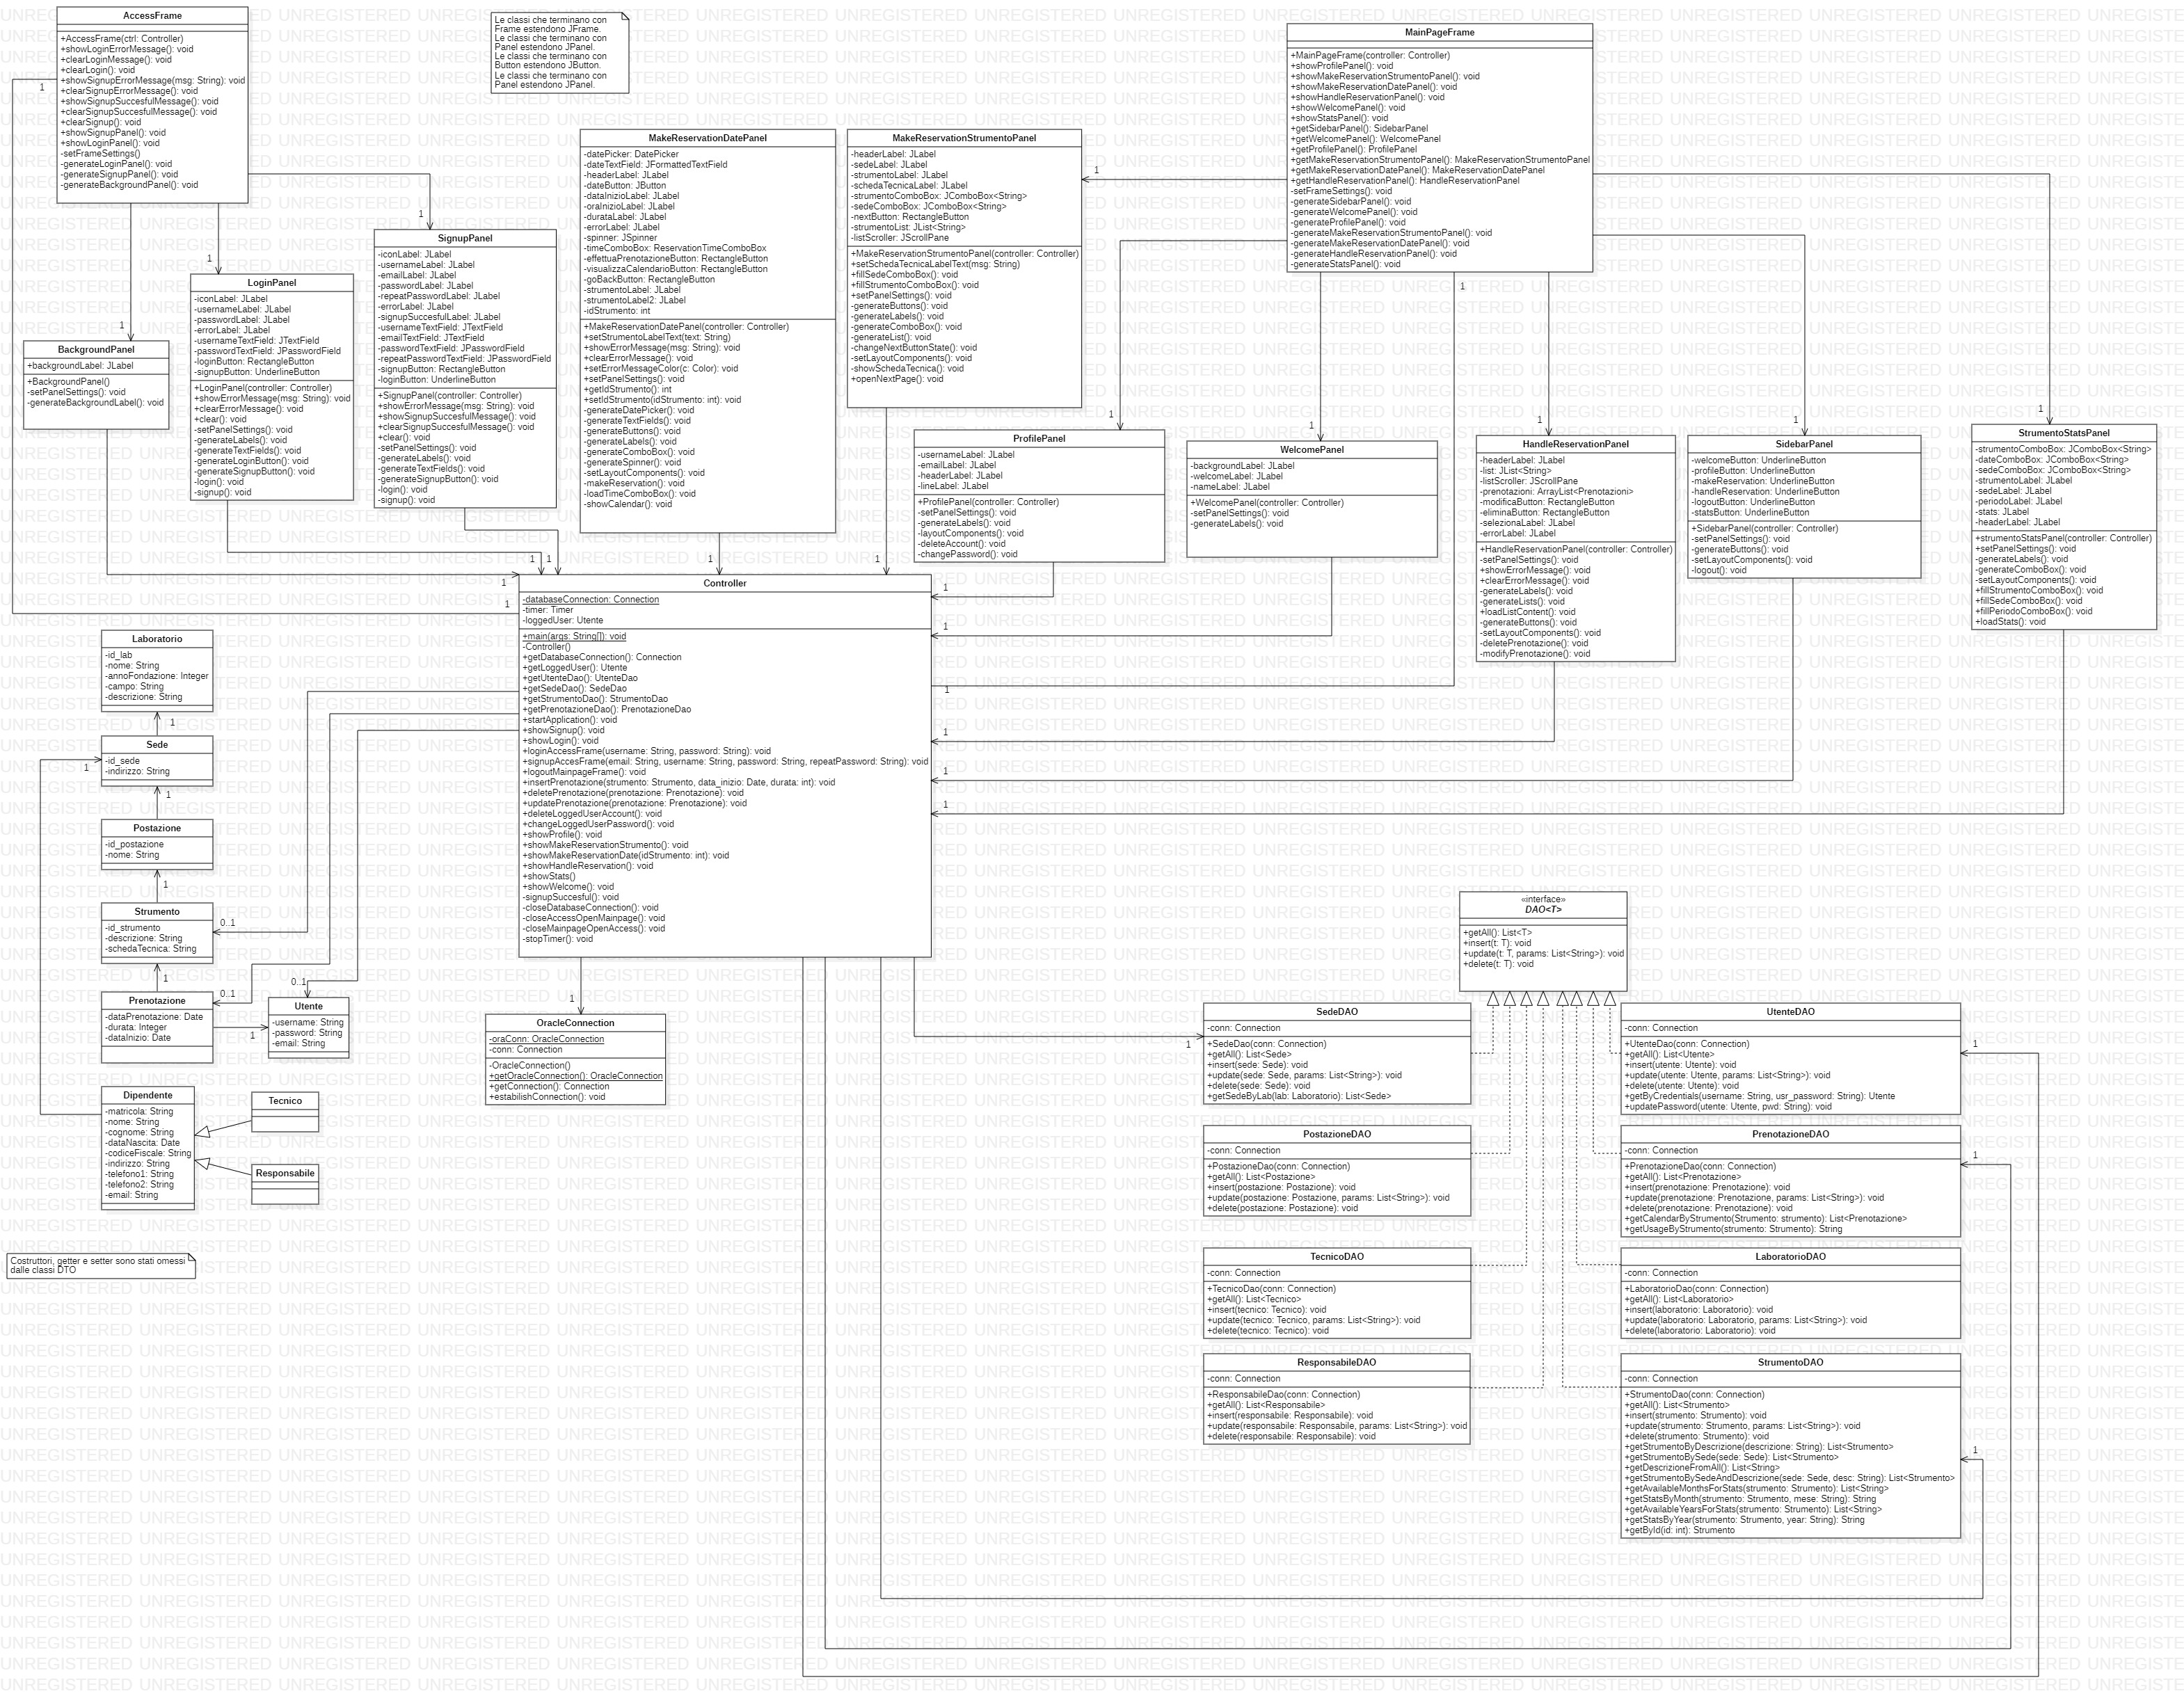 AccessFrame
+AccessFrame(ctrl: Controller)
+showLoginErrorMessage(): void
+clearLoginMessage(): void
+clearLogin(): void
+showSignupErrorMessage(msg: String): void
+clearSignupErrorMessage(): void
+showSignupSuccesfulMessage(): void
+clearSignupSuccesfulMessage(): void
+clearSignup(): void
+showSignupPanel(): void
+showLoginPanel(): void
-setFrameSettings()
-generateLoginPanel(): void
-generateSignupPanel(): void
-generateBackgroundPanel(): void
Le classi che terminano con
Frame estendono JFrame.
Le classi che terminano con
Panel estendono JPanel.
Le classi che terminano con
Button estendono JButton.
Le classi che terminano con
Panel estendono JPanel.
MainPageFrame
+MainPageFrame(controller: Controller)
+showProfilePanel(): void
+showMakeReservationStrumentoPanel(): void
+showMakeReservationDatePanel(): void
+showHandleReservationPanel(): void
+showWelcomePanel(): void
+showStatsPanel(): void
+getSidebarPanel(): SidebarPanel
+getWelcomePanel(): WelcomePanel
+getProfilePanel(): ProfilePanel
+getMakeReservationStrumentoPanel(): MakeReservationStrumentoPanel
+getMakeReservationDatePanel(): MakeReservationDatePanel
+getHandleReservationPanel(): HandleReservationPanel
-setFrameSettings(): void
-generateSidebarPanel(): void
-generateWelcomePanel(): void
-generateProfilePanel(): void
-generateMakeReservationStrumentoPanel(): void
-generateMakeReservationDatePanel(): void
-generateHandleReservationPanel(): void
-generateStatsPanel(): void
MakeReservationDatePanel
-datePicker: DatePicker
-dateTextField: JFormattedTextField
-headerLabel: JLabel
-dateButton: JButton
-dataInizioLabel: JLabel
-oraInizioLabel: JLabel
-durataLabel: JLabel
-errorLabel: JLabel
-spinner: JSpinner
-timeComboBox: ReservationTimeComboBox
-effettuaPrenotazioneButton: RectangleButton
-visualizzaCalendarioButton: RectangleButton
-goBackButton: RectangleButton
-strumentoLabel: JLabel
-strumentoLabel2: JLabel
-idStrumento: int
+MakeReservationDatePanel(controller: Controller)
+setStrumentoLabelText(text: String)
+showErrorMessage(msg: String): void
+clearErrorMessage(): void
+setErrorMessageColor(c: Color): void
+setPanelSettings(): void
+getIdStrumento(): int
+setIdStrumento(idStrumento: int): void
-generateDatePicker(): void
-generateTextFields(): void
-generateButtons(): void
-generateLabels(): void
-generateComboBox(): void
-generateSpinner(): void
-setLayoutComponents(): void
-makeReservation(): void
-loadTimeComboBox(): void
-showCalendar(): void
MakeReservationStrumentoPanel
-headerLabel: JLabel
-sedeLabel: JLabel
-strumentoLabel: JLabel
-schedaTecnicaLabel: JLabel
-strumentoComboBox: JComboBox<String>
-sedeComboBox: JComboBox<String>
-nextButton: RectangleButton
-strumentoList: JList<String>
-listScroller: JScrollPane
+MakeReservationStrumentoPanel(controller: Controller)
+setSchedaTecnicaLabelText(msg: String)
+fillSedeComboBox(): void
+fillStrumentoComboBox(): void
+setPanelSettings(): void
-generateButtons(): void
-generateLabels(): void
-generateComboBox(): void
-generateList(): void
-changeNextButtonState(): void
-setLayoutComponents(): void
-showSchedaTecnica(): void
+openNextPage(): void
SignupPanel
-iconLabel: JLabel
-usernameLabel: JLabel
-emailLabel: JLabel
-passwordLabel: JLabel
-repeatPasswordLabel: JLabel
-errorLabel: JLabel
-signupSuccesfulLabel: JLabel
-usernameTextField: JTextField
-emailTextField: JTextField
-passwordTextField: JPasswordField
-repeatPasswordTextField: JPasswordField
-signupButton: RectangleButton
-loginButton: UnderlineButton
+SignupPanel(controller: Controller)
+showErrorMessage(msg: String): void
+showSignupSuccesfulMessage(): void
+clearSignupSuccesfulMessage(): void
+clear(): void
-setPanelSettings(): void
-generateLabels(): void
-generateTextFields(): void
-generateSignupButton(): void
-login(): void
-signup(): void
LoginPanel
-iconLabel: JLabel
-usernameLabel: JLabel
-passwordLabel: JLabel
-errorLabel: JLabel
-usernameTextField: JTextField
-passwordTextField: JPasswordField
-loginButton: RectangleButton
-signupButton: UnderlineButton
+LoginPanel(controller: Controller)
+showErrorMessage(msg: String): void
+clearErrorMessage(): void
+clear(): void
-setPanelSettings(): void
-generateLabels(): void
-generateTextFields(): void
-generateLoginButton(): void
-generateSignupButton(): void
-login(): void
-signup(): void
BackgroundPanel
+backgroundLabel: JLabel
+BackgroundPanel()
-setPanelSettings(): void
-generateBackgroundLabel(): void
ProfilePanel
-usernameLabel: JLabel
-emailLabel: JLabel
-headerLabel: JLabel
-lineLabel: JLabel
+ProfilePanel(controller: Controller)
-setPanelSettings(): void
-generateLabels(): void
-layoutComponents(): void
-deleteAccount(): void
-changePassword(): void
WelcomePanel
-backgroundLabel: JLabel
-welcomeLabel: JLabel
-nameLabel: JLabel
+WelcomePanel(controller: Controller)
-setPanelSettings(): void
-generateLabels(): void
HandleReservationPanel
-headerLabel: JLabel
-list: JList<String>
-listScroller: JScrollPane
-prenotazioni: ArrayList<Prenotazioni>
-modificaButton: RectangleButton
-eliminaButton: RectangleButton
-selezionaLabel: JLabel
-errorLabel: JLabel
+HandleReservationPanel(controller: Controller)
-setPanelSettings(): void
+showErrorMessage(): void
+clearErrorMessage(): void
-generateLabels(): void
-generateLists(): void
+loadListContent(): void
-generateButtons(): void
-setLayoutComponents(): void
-deletePrenotazione(): void
-modifyPrenotazione(): void
SidebarPanel
-welcomeButton: UnderlineButton
-profileButton: UnderlineButton
-makeReservation: UnderlineButton
-handleReservation: UnderlineButton
-logoutButton: UnderlineButton
-statsButton: UnderlineButton
+SidebarPanel(controller: Controller)
-setPanelSettings(): void
-generateButtons(): void
-setLayoutComponents(): void
-logout(): void
StrumentoStatsPanel
-strumentoComboBox: JComboBox<String>
-dateComboBox: JComboBox<String>
-sedeComboBox: JComboBox<String>
-strumentoLabel: JLabel
-sedeLabel: JLabel
-periodoLabel: JLabel
-stats: JLabel
-headerLabel: JLabel
+strumentoStatsPanel(controller: Controller)
+setPanelSettings(): void
-generateLabels(): void
-generateComboBox(): void
-setLayoutComponents(): void
+fillStrumentoComboBox(): void
+fillSedeComboBox(): void
+fillPeriodoComboBox(): void
+loadStats(): void
Controller
-databaseConnection: Connection
-timer: Timer
-loggedUser: Utente
+main(args: String[]): void
-Controller()
+getDatabaseConnection(): Connection
+getLoggedUser(): Utente
+getUtenteDao(): UtenteDao
+getSedeDao(): SedeDao
+getStrumentoDao(): StrumentoDao
+getPrenotazioneDao(): PrenotazioneDao
+startApplication(): void
+showSignup(): void
+showLogin(): void
+loginAccessFrame(username: String, password: String): void
+signupAccesFrame(email: String, username: String, password: String, repeatPassword: String): void
+logoutMainpageFrame(): void
+insertPrenotazione(strumento: Strumento, data_inizio: Date, durata: int): void
+deletePrenotazione(prenotazione: Prenotazione): void
+updatePrenotazione(prenotazione: Prenotazione): void
+deleteLoggedUserAccount(): void
+changeLoggedUserPassword(): void
+showProfile(): void
+showMakeReservationStrumento(): void
+showMakeReservationDate(idStrumento: int): void
+showHandleReservation(): void
+showStats()
+showWelcome(): void
-signupSuccesful(): void
-closeDatabaseConnection(): void
-closeAccessOpenMainpage(): void
-closeMainpageOpenAccess(): void
-stopTimer(): void
Laboratorio
-id_lab
-nome: String
-annoFondazione: Integer
-campo: String
-descrizione: String
Sede
-id_sede
-indirizzo: String
Postazione
-id_postazione
-nome: String
Strumento
-id_strumento
-descrizione: String
-schedaTecnica: String
Prenotazione
-dataPrenotazione: Date
-durata: Integer
-dataInizio: Date
Utente
-username: String
-password: String
-email: String
Dipendente
-matricola: String
-nome: String
-cognome: String
-dataNascita: Date
-codiceFiscale: String
-indirizzo: String
-telefono1: String
-telefono2: String
-email: String
Tecnico
Responsabile
Costruttori, getter e setter sono stati omessi
dalle classi DTO
OracleConnection
-oraConn: OracleConnection
-conn: Connection
-OracleConnection()
+getOracleConnection(): OracleConnection
+getConnection(): Connection
+estabilishConnection(): void
«interface»
DAO<T>
+getAll(): List<T>
+insert(t: T): void
+update(t: T, params: List<String>): void
+delete(t: T): void
SedeDAO
-conn: Connection
+SedeDao(conn: Connection)
+getAll(): List<Sede>
+insert(sede: Sede): void
+update(sede: Sede, params: List<String>): void
+delete(sede: Sede): void
+getSedeByLab(lab: Laboratorio): List<Sede>
UtenteDAO
-conn: Connection
+UtenteDao(conn: Connection)
+getAll(): List<Utente>
+insert(utente: Utente): void
+update(utente: Utente, params: List<String>): void
+delete(utente: Utente): void
+getByCredentials(username: String, usr_password: String): Utente
+updatePassword(utente: Utente, pwd: String): void
PostazioneDAO
-conn: Connection
+PostazioneDao(conn: Connection)
+getAll(): List<Postazione>
+insert(postazione: Postazione): void
+update(postazione: Postazione, params: List<String>): void
+delete(postazione: Postazione): void
PrenotazioneDAO
-conn: Connection
+PrenotazioneDao(conn: Connection)
+getAll(): List<Prenotazione>
+insert(prenotazione: Prenotazione): void
+update(prenotazione: Prenotazione, params: List<String>): void
+delete(prenotazione: Prenotazione): void
+getCalendarByStrumento(Strumento: strumento): List<Prenotazione>
+getUsageByStrumento(strumento: Strumento): String
TecnicoDAO
-conn: Connection
+TecnicoDao(conn: Connection)
+getAll(): List<Tecnico>
+insert(tecnico: Tecnico): void
+update(tecnico: Tecnico, params: List<String>): void
+delete(tecnico: Tecnico): void
LaboratorioDAO
-conn: Connection
+LaboratorioDao(conn: Connection)
+getAll(): List<Laboratorio>
+insert(laboratorio: Laboratorio): void
+update(laboratorio: Laboratorio, params: List<String>): void
+delete(laboratorio: Laboratorio): void
ResponsabileDAO
-conn: Connection
+ResponsabileDao(conn: Connection)
+getAll(): List<Responsabile>
+insert(responsabile: Responsabile): void
+update(responsabile: Responsabile, params: List<String>): void
+delete(responsabile: Responsabile): void
StrumentoDAO
-conn: Connection
+StrumentoDao(conn: Connection)
+getAll(): List<Strumento>
+insert(strumento: Strumento): void
+update(strumento: Strumento, params: List<String>): void
+delete(strumento: Strumento): void
+getStrumentoByDescrizione(descrizione: String): List<Strumento>
+getStrumentoBySede(sede: Sede): List<Strumento>
+getDescrizioneFromAll(): List<String>
+getStrumentoBySedeAndDescrizione(sede: Sede, desc: String): List<Strumento>
+getAvailableMonthsForStats(strumento: Strumento): List<String>
+getStatsByMonth(strumento: Strumento, mese: String): String
+getAvailableYearsForStats(strumento: Strumento): List<String>
+getStatsByYear(strumento: Strumento, year: String): String
+getById(id: int): Strumento